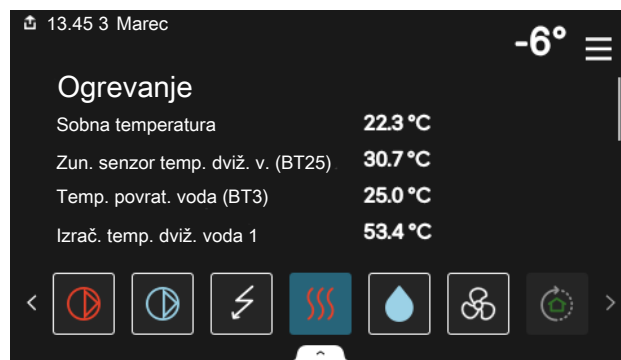 13.45 3 Marec
-6°
Ogrevanje
Sobna temperatura 22.3 °C
Zun. senzor temp. dviž. v. (BT25) 30.7 °C
Temp. povrat. voda (BT3) 25.0 °C
Izrač. temp. dviž. voda 1 53.4 °C